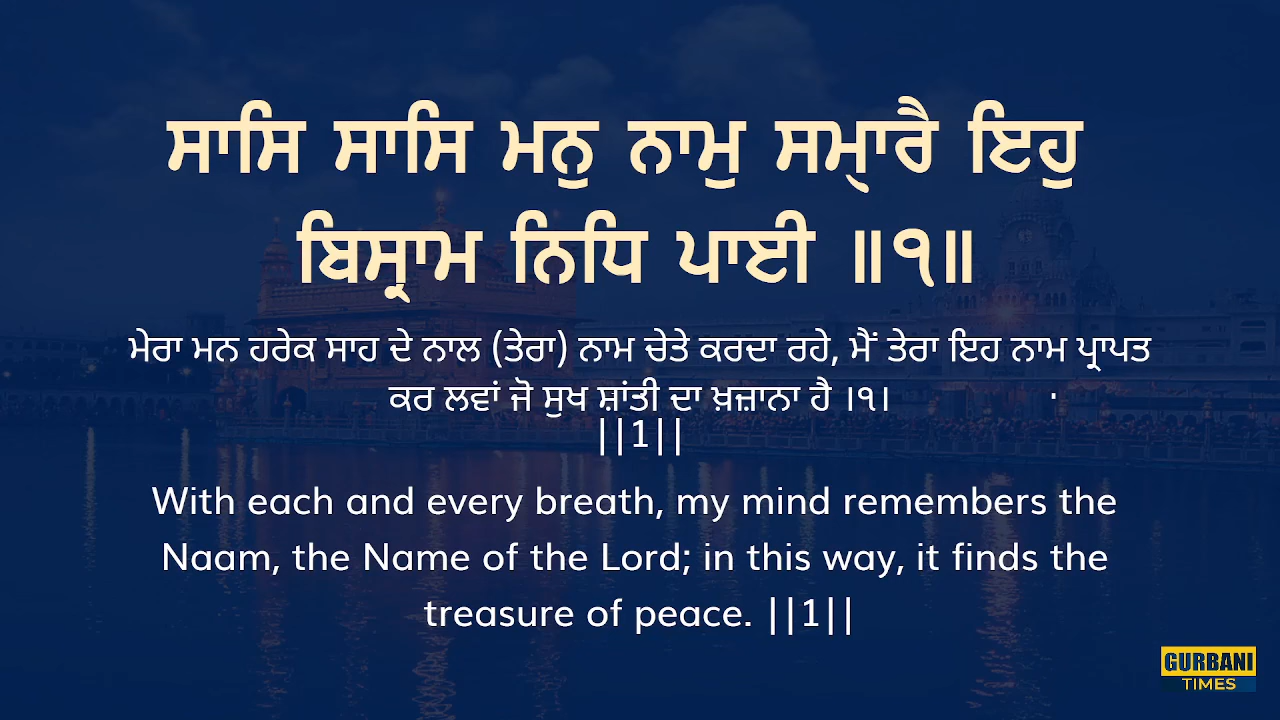 ਸਾਸਿ ਸਾਸਿ ਮਨੁ ਨਾਮੁ ਸਮ੍ਹਾਰੈ ਇਹੁ
ਬਿਸ੍ਰਾਮ ਨਿਧਿ ਪਾਈ ॥੧॥
ਮੇਰਾ ਮਨ ਹਰੇਕ ਸਾਹ ਦੇ ਨਾਲ (ਤੇਰਾ) ਨਾਮ ਚੇਤੇ ਕਰਦਾ ਰਹੇ, ਮੈਂ ਤੇਰਾ ਇਹ ਨਾਮ ਪ੍ਰਾਪਤ
ਕਰ ਲਵਾਂ ਜੋ ਸੁਖ ਸ਼ਾਂਤੀ ਦਾ ਖ਼ਜ਼ਾਨਾ ਹੈ ।੧।
||1||
With each and every breath, my mind remembers the
Naam, the Name of the Lord; in this way, it finds the
treasure of peace. ||1||
GURBANI
TIMES